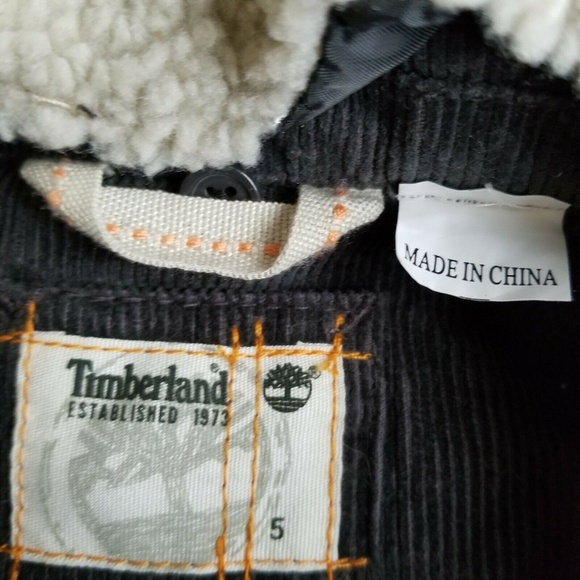 MADE IN CHINA
Timberland®
ESTABLISHED 1973
5